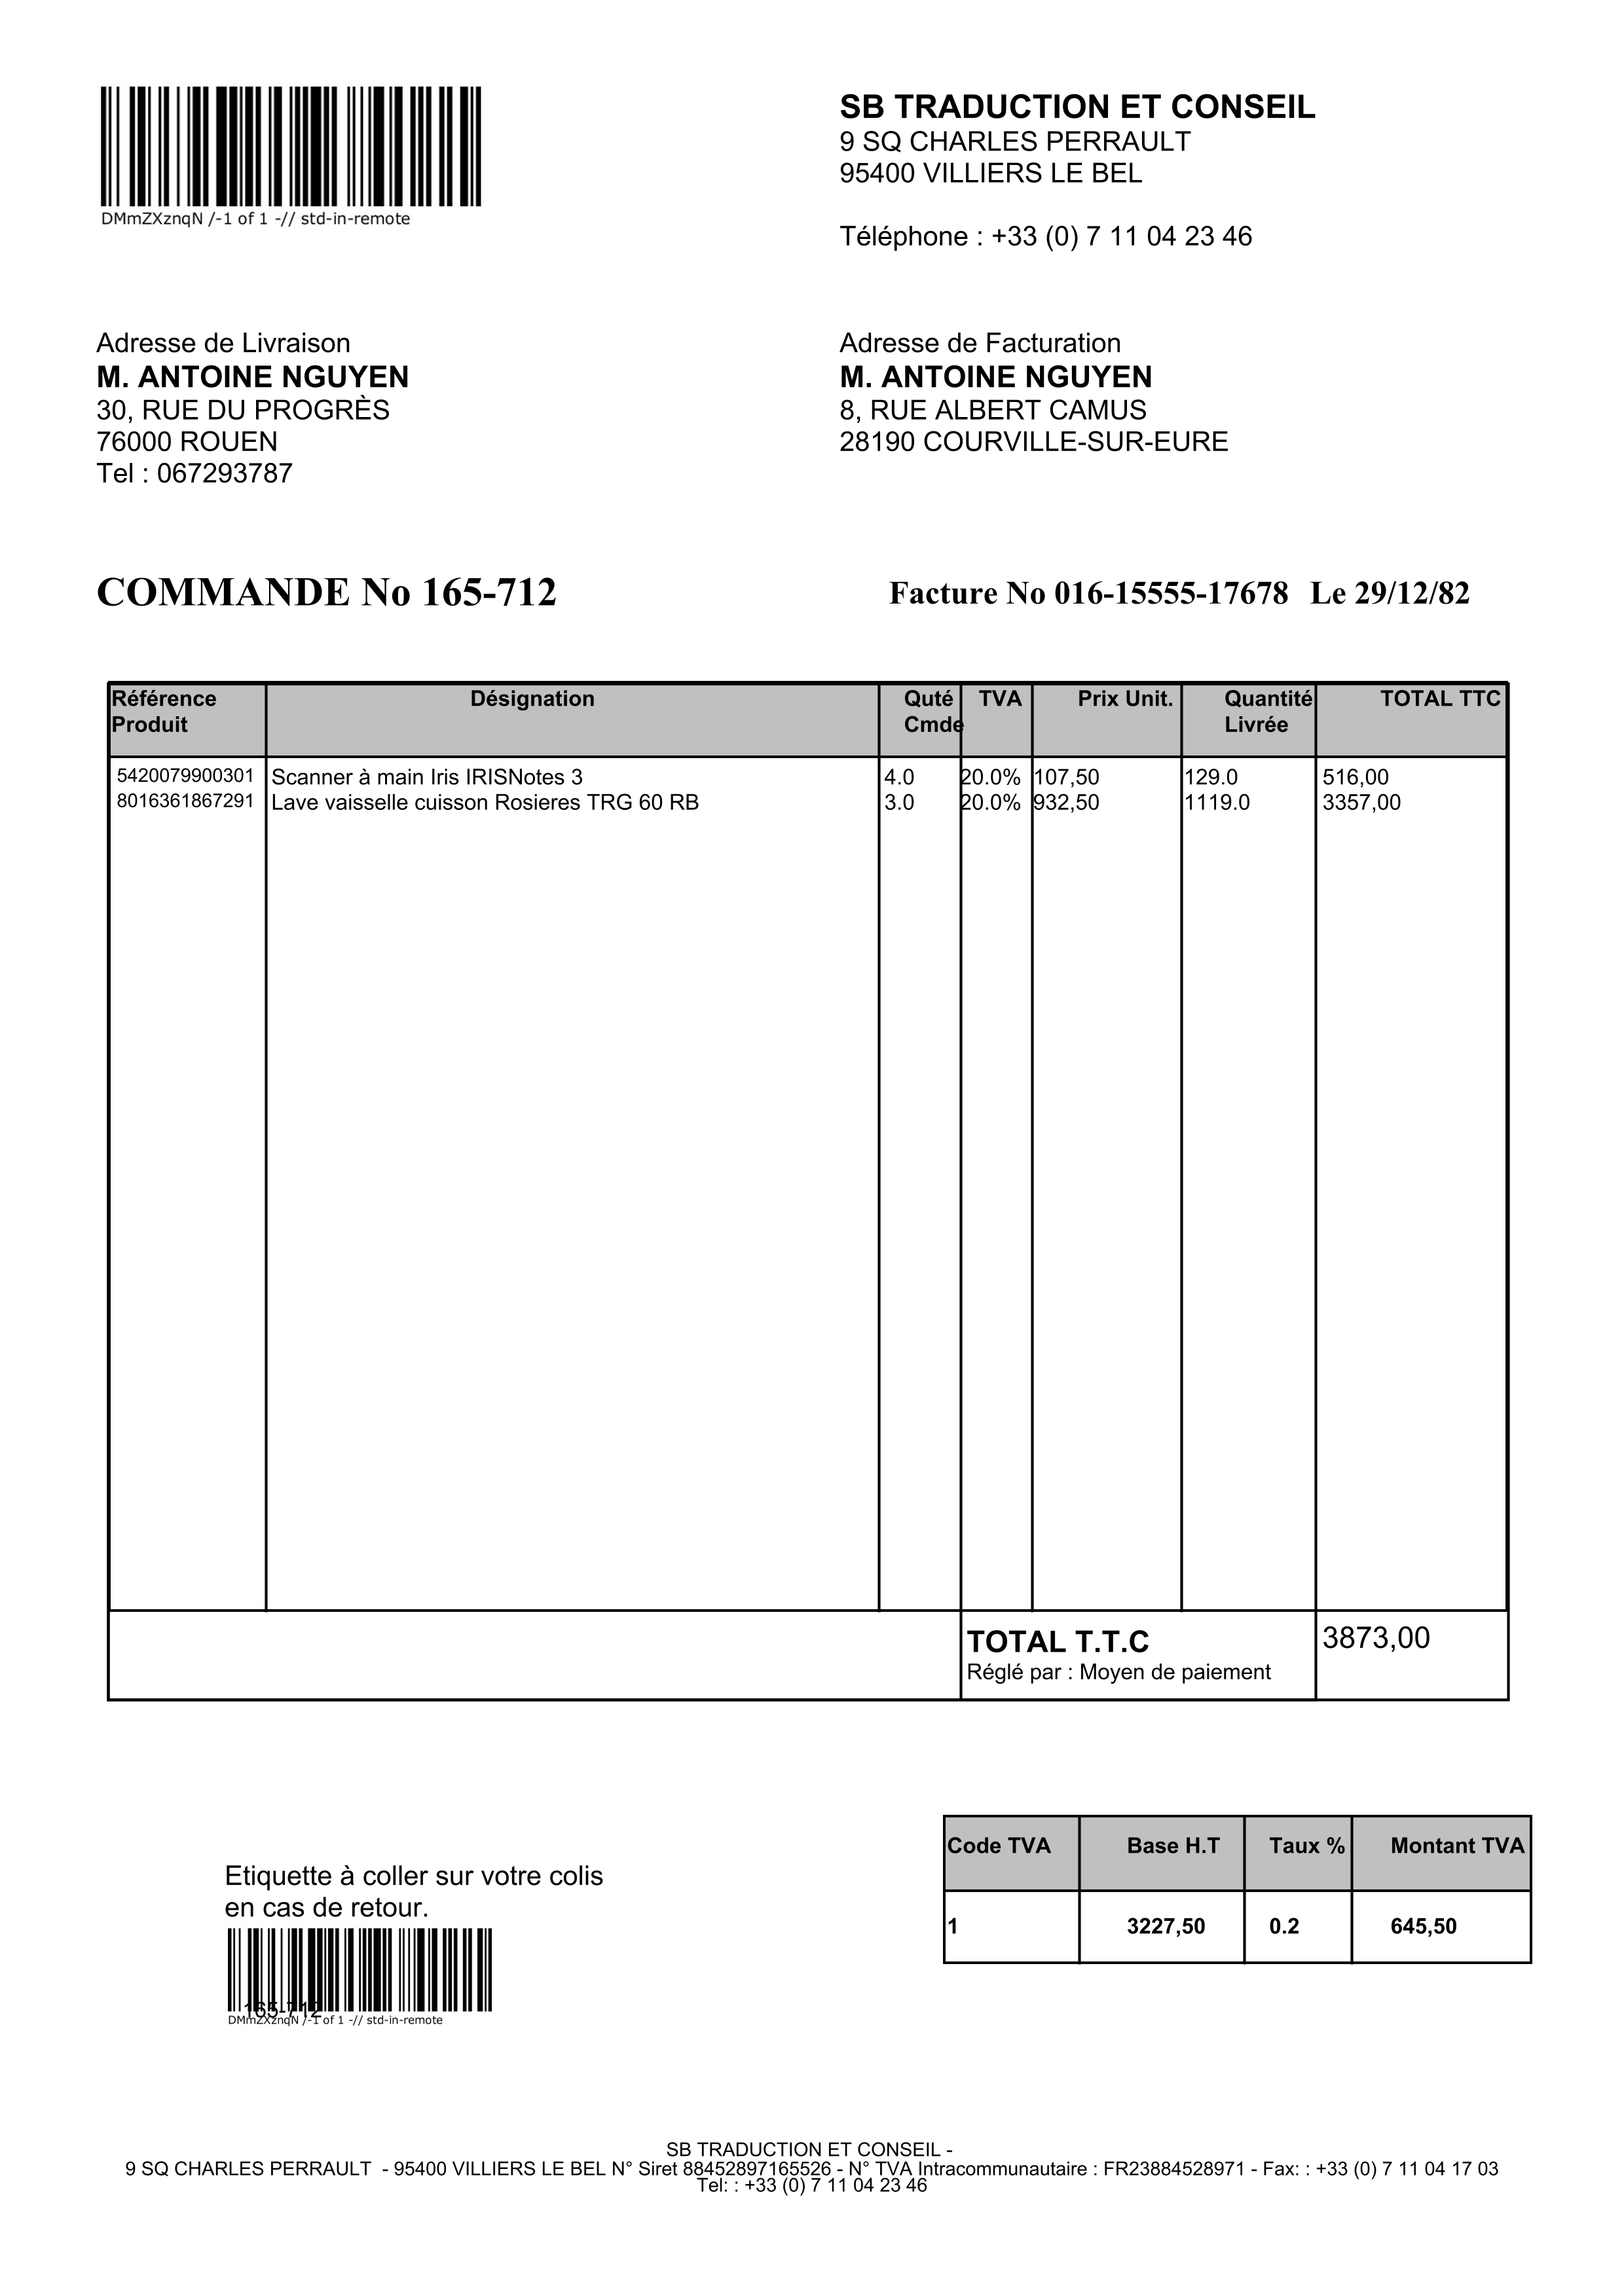 DMmZXznqN /-1 of 1 -// std-in-remote
SB TRADUCTION ET CONSEIL
9 SQ CHARLES PERRAULT
95400 VILLIERS LE BEL
Téléphone : +33 (0) 7 11 04 23 46
Adresse de Livraison
M. ANTOINE NGUYEN
30, RUE DU PROGRÈS
76000 ROUEN
Tel : 067293787
Adresse de Facturation
M. ANTOINE NGUYEN
8, RUE ALBERT CAMUS
28190 COURVILLE-SUR-EURE
COMMANDE No 165-712
Facture No 016-15555-17678 Le 29/12/82
Référence Produit Désignation Quté Cmde TVA Prix Unit. Quantité Livrée TOTAL TTC
5420079900301 Scanner à main Iris IRISNotes 3 4.0 20.0% 107,50 129.0 516,00
8016361867291 Lave vaisselle cuisson Rosieres TRG 60 RB 3.0 20.0% 932,50 1119.0 3357,00
TOTAL T.T.C 3873,00
Réglé par : Moyen de paiement
Code TVA Base H.T Taux % Montant TVA
1 3227,50 0.2 645,50
Etiquette à coller sur votre colis
en cas de retour.
165-712
DMmZXznqN /-1 of 1 -// std-in-remote
SB TRADUCTION ET CONSEIL -
9 SQ CHARLES PERRAULT - 95400 VILLIERS LE BEL N° Siret 88452897165526 - N° TVA Intracommunautaire : FR23884528971 - Fax: : +33 (0) 7 11 04 17 03
Tel: : +33 (0) 7 11 04 23 46